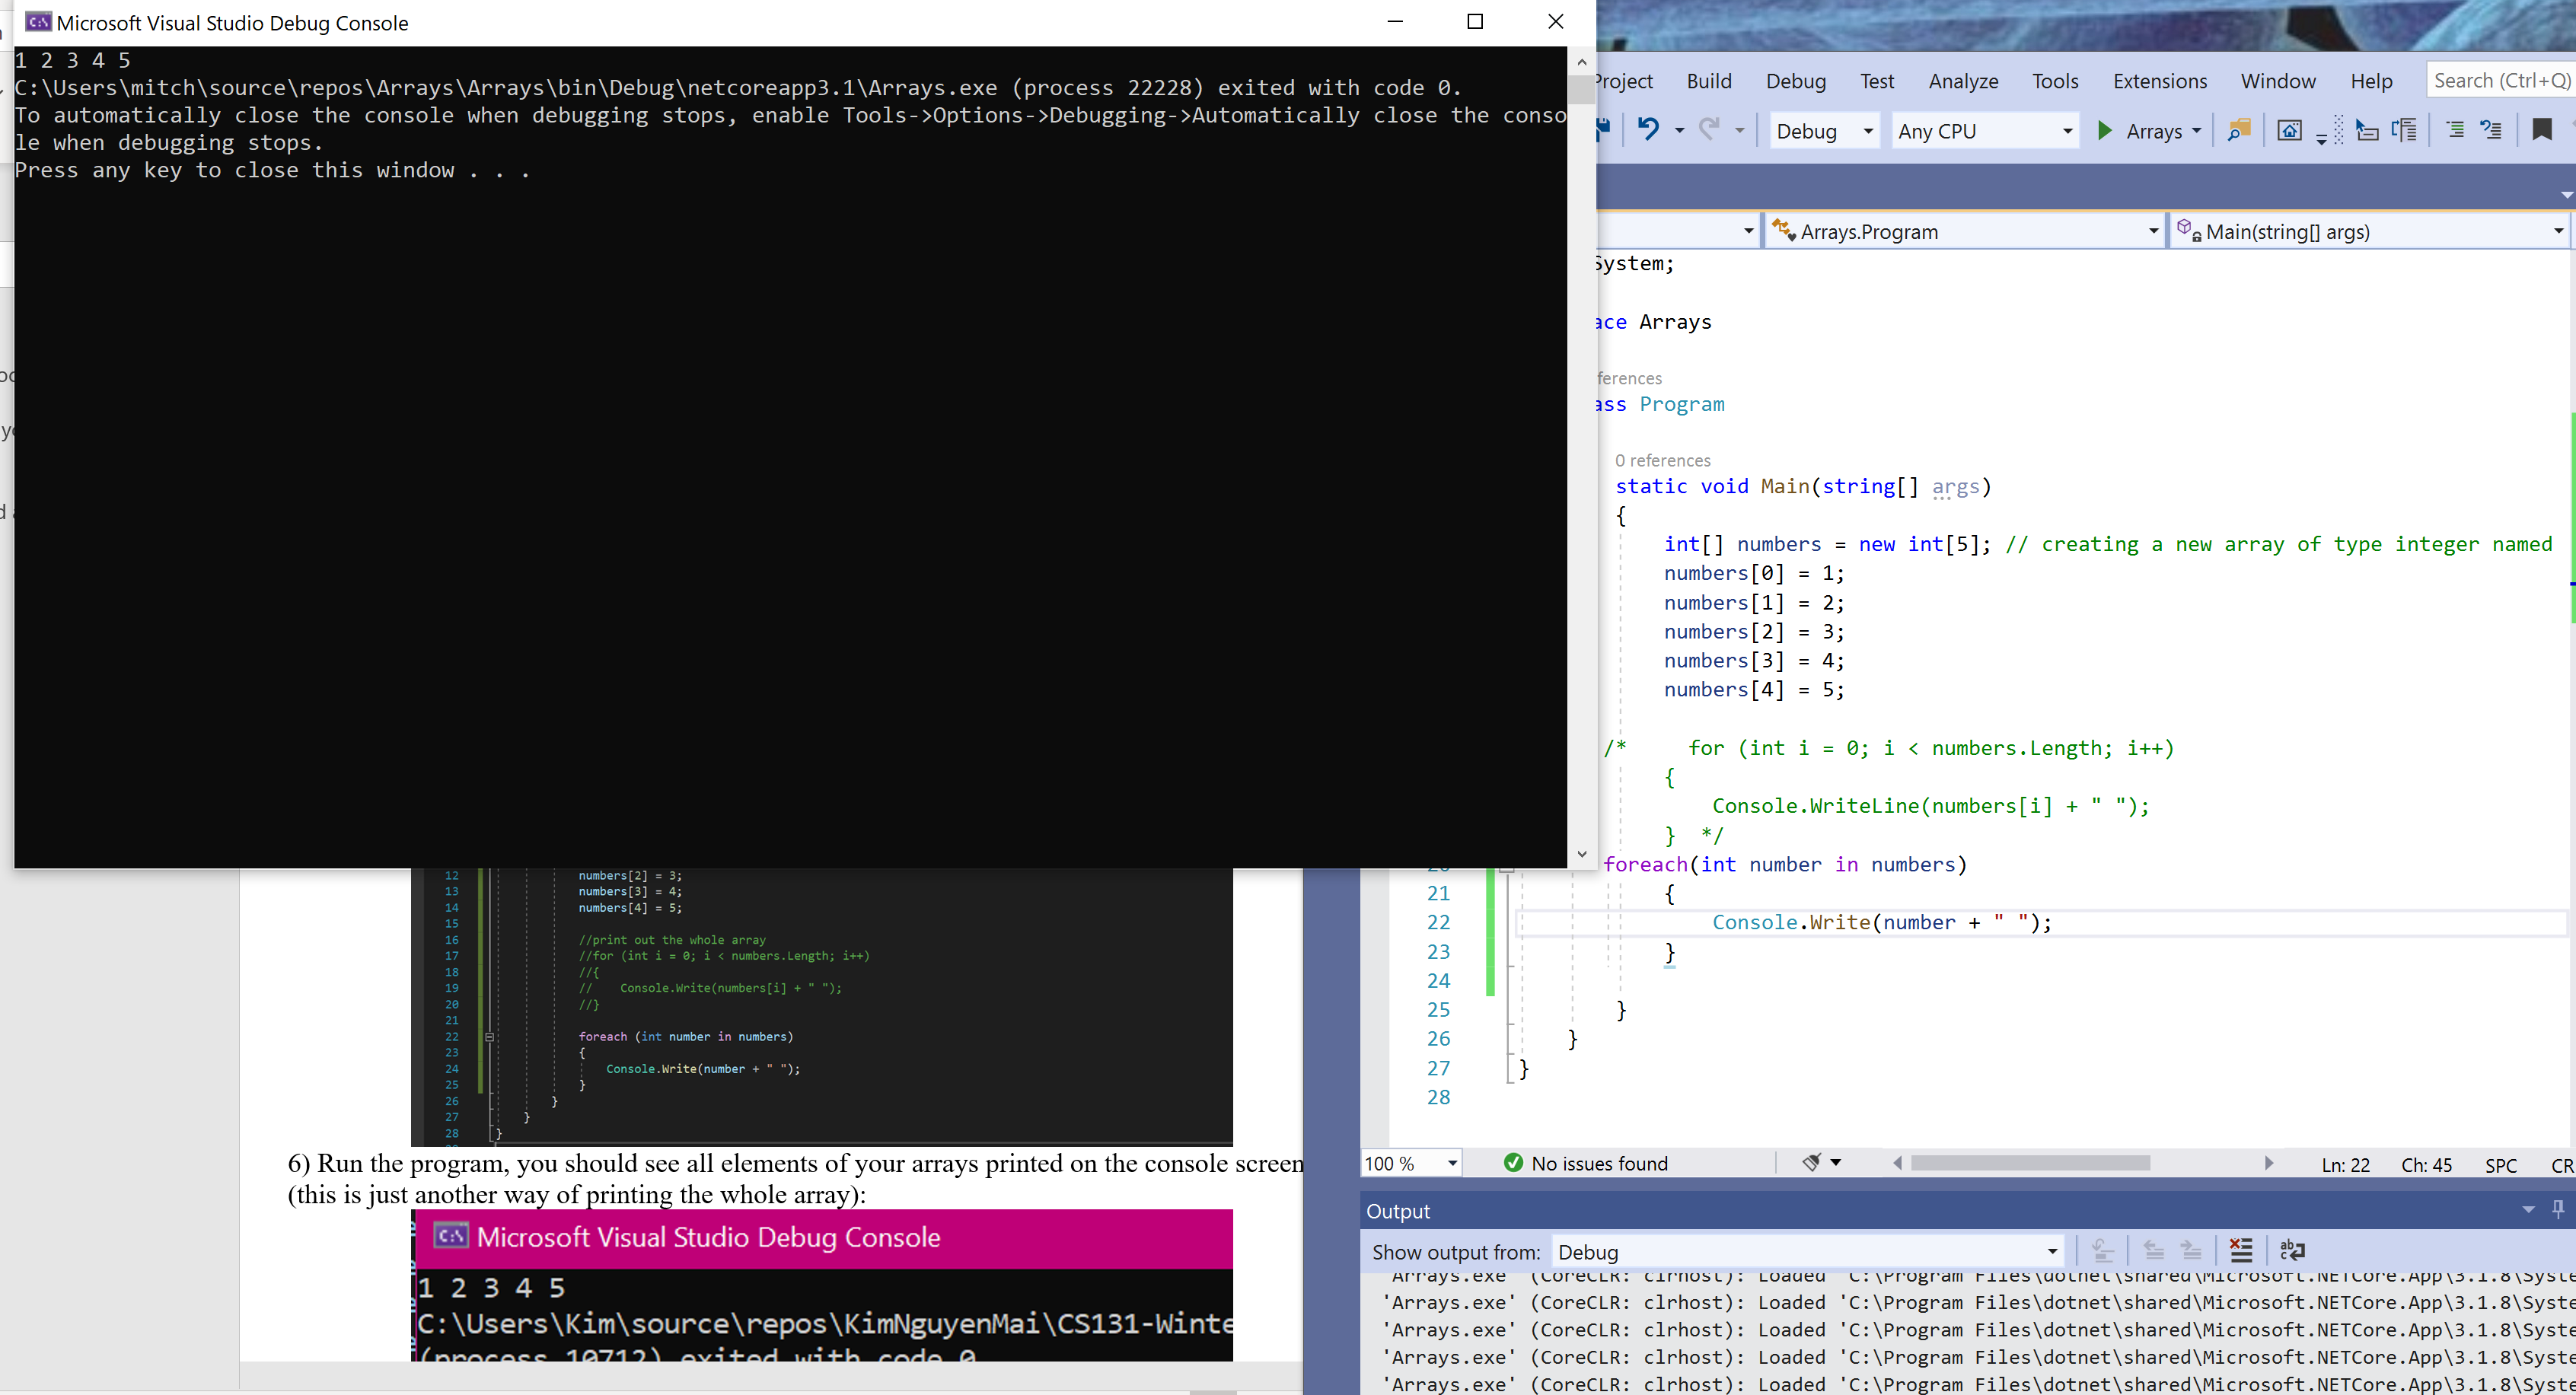 Microsoft Visual Studio Debug Console
1 2 3 4 5
C:\Users\mitch\source\repos\Arrays\Arrays\bin\Debug\netcoreapp3.1\Arrays.exe (process 22228) exited with code 0.
To automatically close the console when debugging stops, enable Tools->Options->Debugging->Automatically close the conso
le when debugging stops.
Press any key to close this window . . .
Project Build Debug Test Analyze Tools Extensions Window Help Search (Ctrl+Q)
Debug Any CPU Arrays
Arrays.Program Main(string[] args)
System;
ace Arrays
ferences
ass Program
0 references
static void Main(string[] args)
{
int[] numbers = new int[5]; // creating a new array of type integer named
numbers[0] = 1;
numbers[1] = 2;
numbers[2] = 3;
numbers[3] = 4;
numbers[4] = 5;
/* for (int i = 0; i < numbers.Length; i++)
{
Console.WriteLine(numbers[i] + " ");
} */
20 foreach(int number in numbers)
21 {
22 Console.Write(number + " ");
23 }
24
25 }
26 }
27 }
28
100 % No issues found Ln: 22 Ch: 45 SPC CR
Output
Show output from: Debug
'Arrays.exe' (CoreCLR: clrhost): Loaded 'C:\Program Files\dotnet\shared\Microsoft.NETCore.App\3.1.8\Syste
'Arrays.exe' (CoreCLR: clrhost): Loaded 'C:\Program Files\dotnet\shared\Microsoft.NETCore.App\3.1.8\Syste
'Arrays.exe' (CoreCLR: clrhost): Loaded 'C:\Program Files\dotnet\shared\Microsoft.NETCore.App\3.1.8\Syste
'Arrays.exe' (CoreCLR: clrhost): Loaded 'C:\Program Files\dotnet\shared\Microsoft.NETCore.App\3.1.8\Syste
'Arrays.exe' (CoreCLR: clrhost): Loaded 'C:\Program Files\dotnet\shared\Microsoft.NETCore.App\3.1.8\Syste
12 numbers[2] = 3;
13 numbers[3] = 4;
14 numbers[4] = 5;
15
16 //print out the whole array
17 //for (int i = 0; i < numbers.Length; i++)
18 //{
19 // Console.Write(numbers[i] + " ");
20 //}
21
22 foreach (int number in numbers)
23 {
24 Console.Write(number + " ");
25 }
26 }
27 }
28 }
6) Run the program, you should see all elements of your arrays printed on the console screen
(this is just another way of printing the whole array):
Microsoft Visual Studio Debug Console
1 2 3 4 5
C:\Users\Kim\source\repos\KimNguyenMai\CS131-Winte
(process 10712) exited with code 0